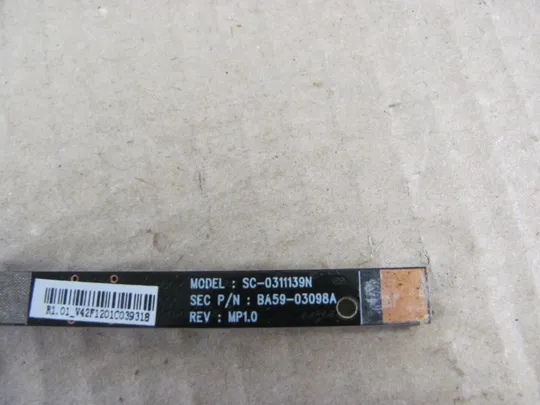 MODEL : SC-0311139N
SEC P/N : BA59-03098A
REV : MP1.0
R1.01_V42F1201C039318